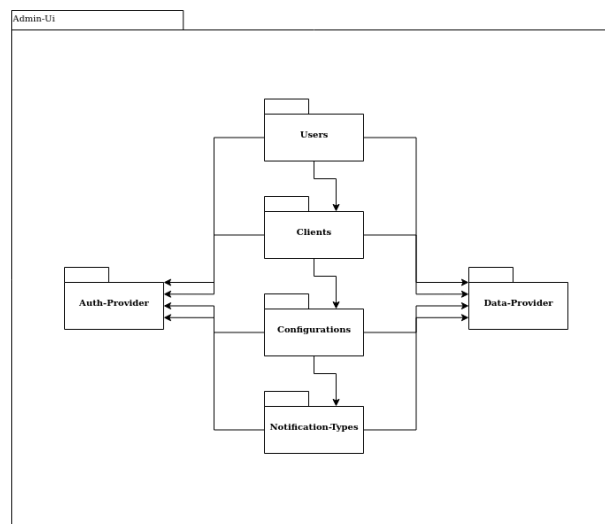 Admin-Ui
Users
Clients
Auth-Provider
Data-Provider
Configurations
Notification-Types